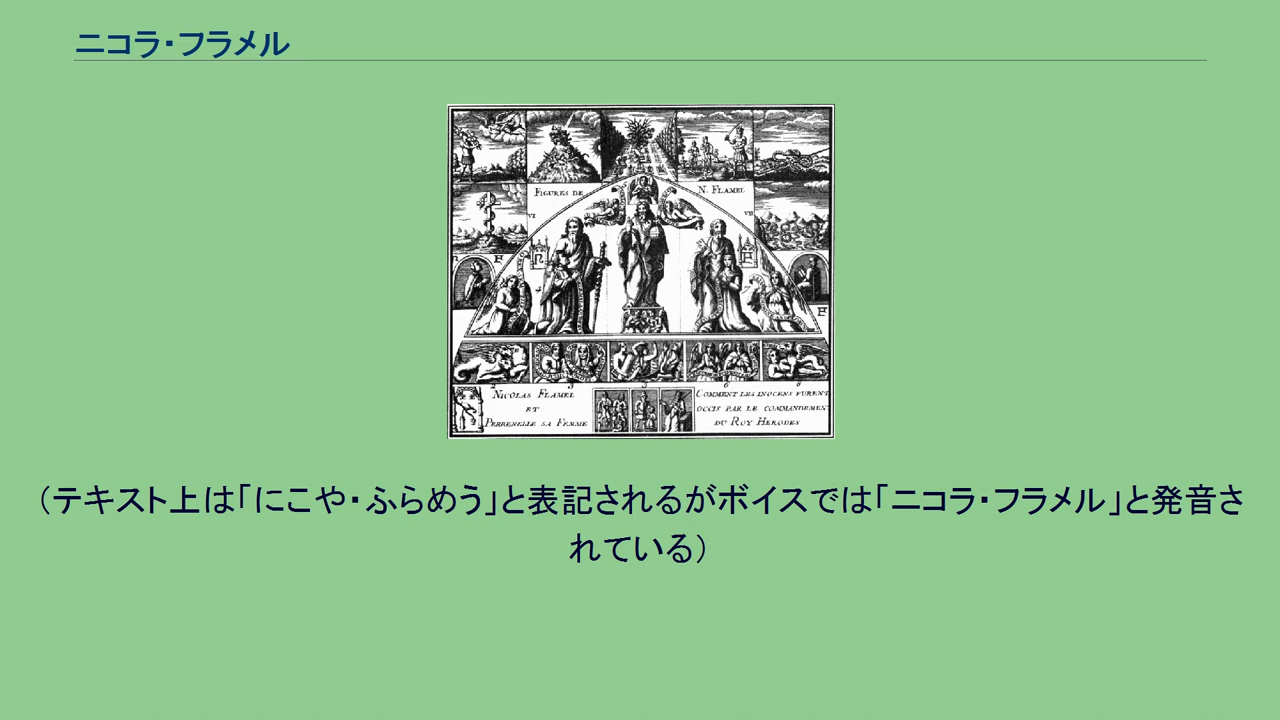 ニコラ・フラメル
FIGURES DE N. FLAMEL
VI VII
NICOLAS FLAMEL
ET
PERRENELLE SA FEMME
COMMENT LES INOCENS FURENT
OCCIS PAR LE COMMANDEMEN
DU ROY HERODES
（テキスト上は「にこや・ふらめう」と表記されるがボイスでは「ニコラ・フラメル」と発音さ
れている）